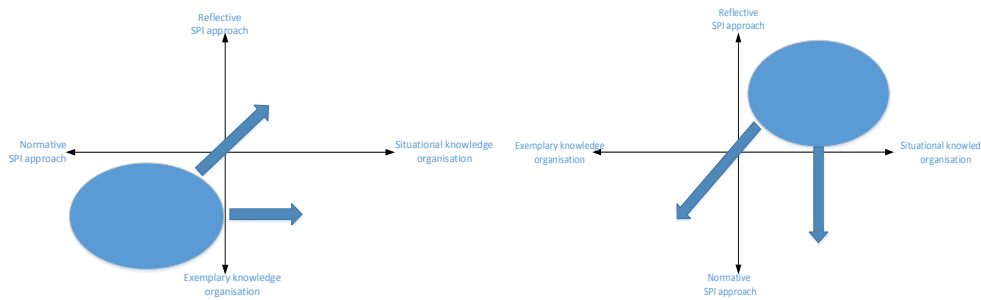 Reflective
SPI approach
Normative
SPI approach
Situational knowledge
organisation
Exemplary knowledge
organisation
Reflective
SPI approach
Exemplary knowledge
organisation
Situational knowled
organisation
Normative
SPI approach